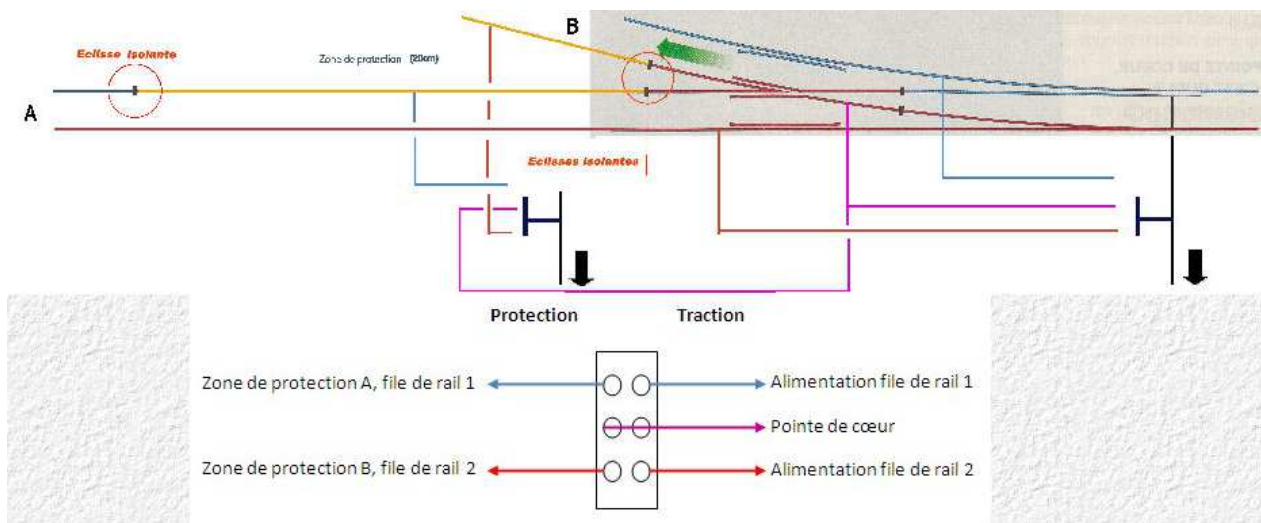 B
Eclisse isolante
Zone de protection (20cm)
A
Eclisses isolantes
Protection
Traction
Zone de protection A, file de rail 1
Alimentation file de rail 1
Pointe de cœur
Zone de protection B, file de rail 2
Alimentation file de rail 2